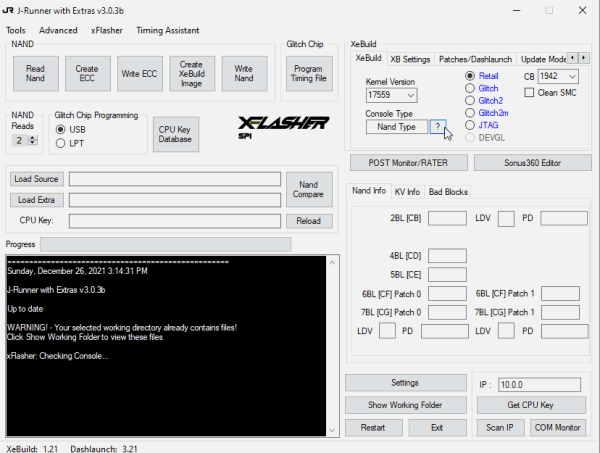 J-Runner with Extras v3.0.3b
Tools Advanced xFlasher Timing Assistant
NAND
Read Nand
Create ECC
Write ECC
Create XeBuild Image
Write Nand
Glitch Chip
Program Timing File
NAND Reads
2
Glitch Chip Programming
USB
LPT
CPU Key Database
XFLASHER
SPI
Load Source
Load Extra
CPU Key:
Nand Compare
Reload
Progress
==================================================
Sunday, December 26, 2021 3:14:31 PM
J-Runner with Extras v3.0.3b
Up to date
WARNING! - Your selected working directory already contains files!
Click Show Working Folder to view these files
xFlasher: Checking Console...
XeBuild
XeBuild XB Settings Patches/Dashlaunch Update Mode
Kernel Version
17559
Console Type
Nand Type ?
Retail
Glitch
Glitch2
Glitch2m
JTAG
DEVGL
CB 1942
Clean SMC
POST Monitor/RATER Sonus360 Editor
Nand Info KV Info Bad Blocks
2BL [CB] LDV PD
4BL [CD]
5BL [CE]
6BL [CF] Patch 0 6BL [CF] Patch 1
7BL [CG] Patch 0 7BL [CG] Patch 1
LDV PD LDV PD
Settings
Show Working Folder
Restart Exit
IP : 10.0.0
Get CPU Key
Scan IP COM Monitor
XeBuild: 1.21 Dashlaunch: 3.21